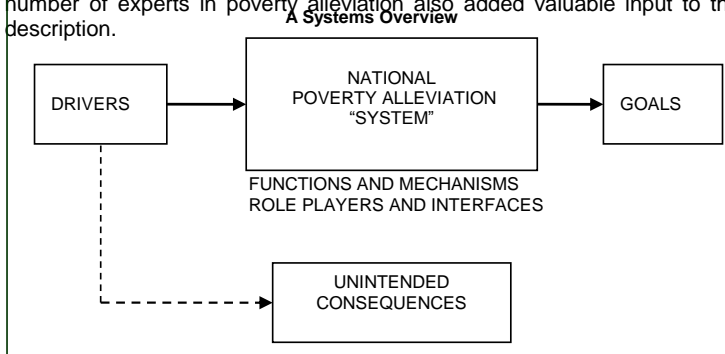 number of experts in poverty alleviation also added valuable input to
description.
A Systems Overview
DRIVERS
NATIONAL
POVERTY ALLEVIATION
“SYSTEM”
GOALS
FUNCTIONS AND MECHANISMS
ROLE PLAYERS AND INTERFACES
UNINTENDED
CONSEQUENCES